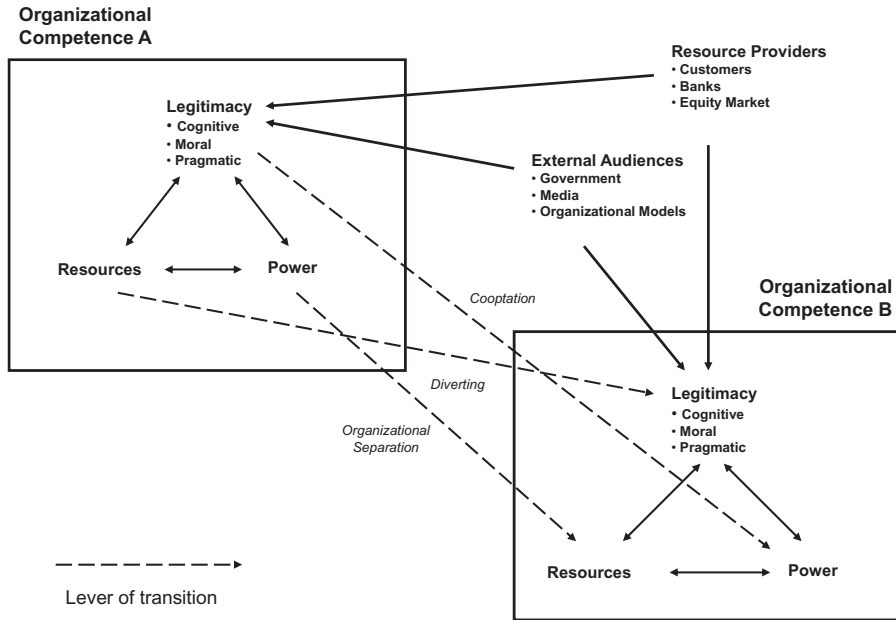 Organizational
Competence A
Legitimacy
• Cognitive
• Moral
• Pragmatic
Resources
Power
Resource Providers
• Customers
• Banks
• Equity Market
External Audiences
• Government
• Media
• Organizational Models
Cooptation
Diverting
Organizational
Separation
Organizational
Competence B
Legitimacy
• Cognitive
• Moral
• Pragmatic
Resources
Power
Lever of transition